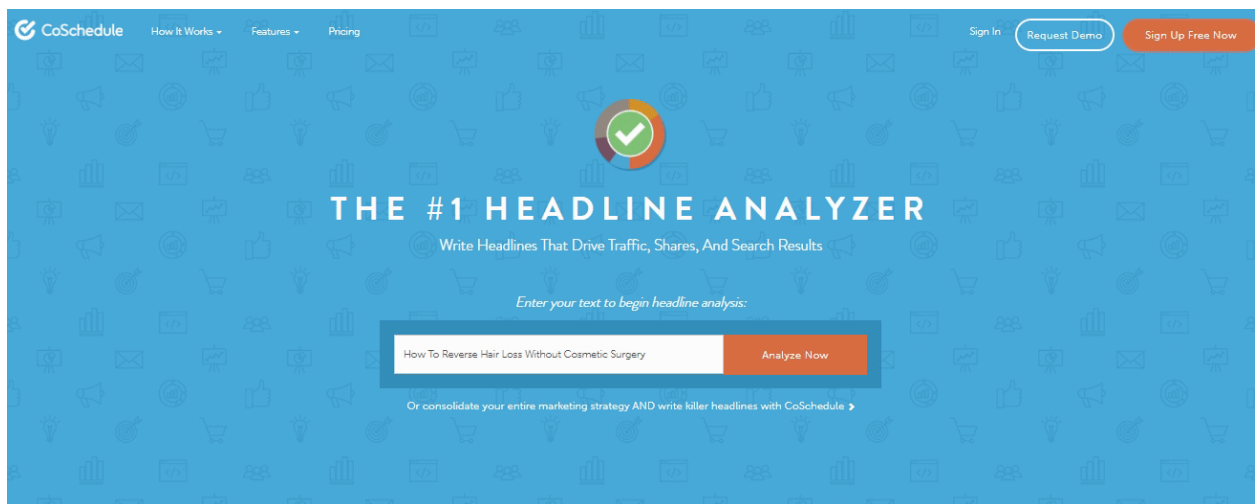 CoSchedule How It Works Features Pricing Sign In Request Demo Sign Up Free Now
THE #1 HEADLINE ANALYZER
Write Headlines That Drive Traffic, Shares, And Search Results
Enter your text to begin headline analysis:
How To Reverse Hair Loss Without Cosmetic Surgery Analyze Now
Or consolidate your entire marketing strategy AND write killer headlines with CoSchedule